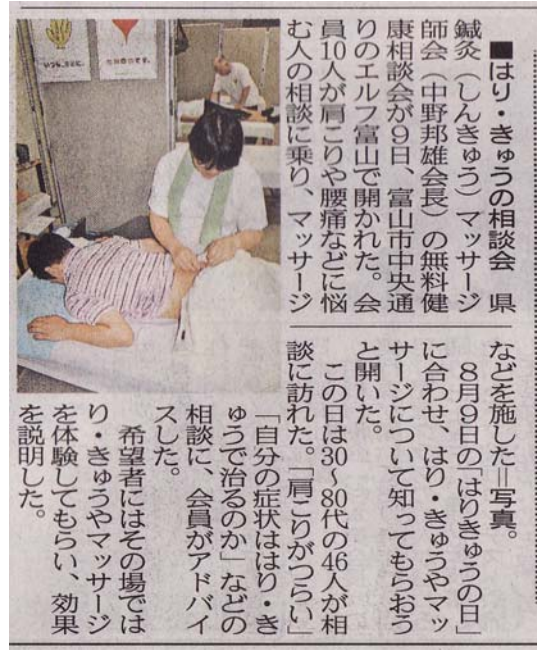 ■はり・きゅうの相談会　県
鍼灸（しんきゅう）マッサージ
師会（中野邦雄会長）の無料健
康相談会が9日、富山市中央通
りのエルフ富山で開かれた。会
員10人が肩こりや腰痛などに悩
む人の相談に乗り、マッサージ
などを施した＝写真。
8月9日の「はりきゅうの日」
に合わせ、はり・きゅうやマッ
サージについて知ってもらおう
と開いた。
この日は30〜80代の46人が相
談に訪れた。「肩こりがつらい」
「自分の症状ははり・き
ゅうで治るのか」などの
相談に、会員がアドバイ
スした。
希望者にはその場では
り・きゅうやマッサージ
を体験してもらい、効果
を説明した。